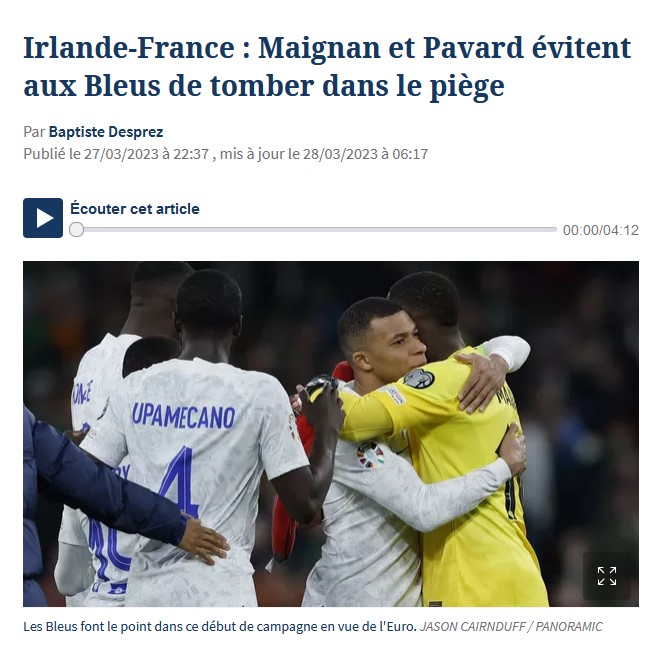 Irlande-France : Maignan et Pavard évitent
aux Bleus de tomber dans le piège
Par Baptiste Desprez
Publié le 27/03/2023 à 22:37 , mis à jour le 28/03/2023 à 06:17
Écouter cet article
00:00/04:12
UPAMECANO
4
Les Bleus font le point dans ce début de campagne en vue de l'Euro. JASON CAIRNDUFF / PANORAMIC